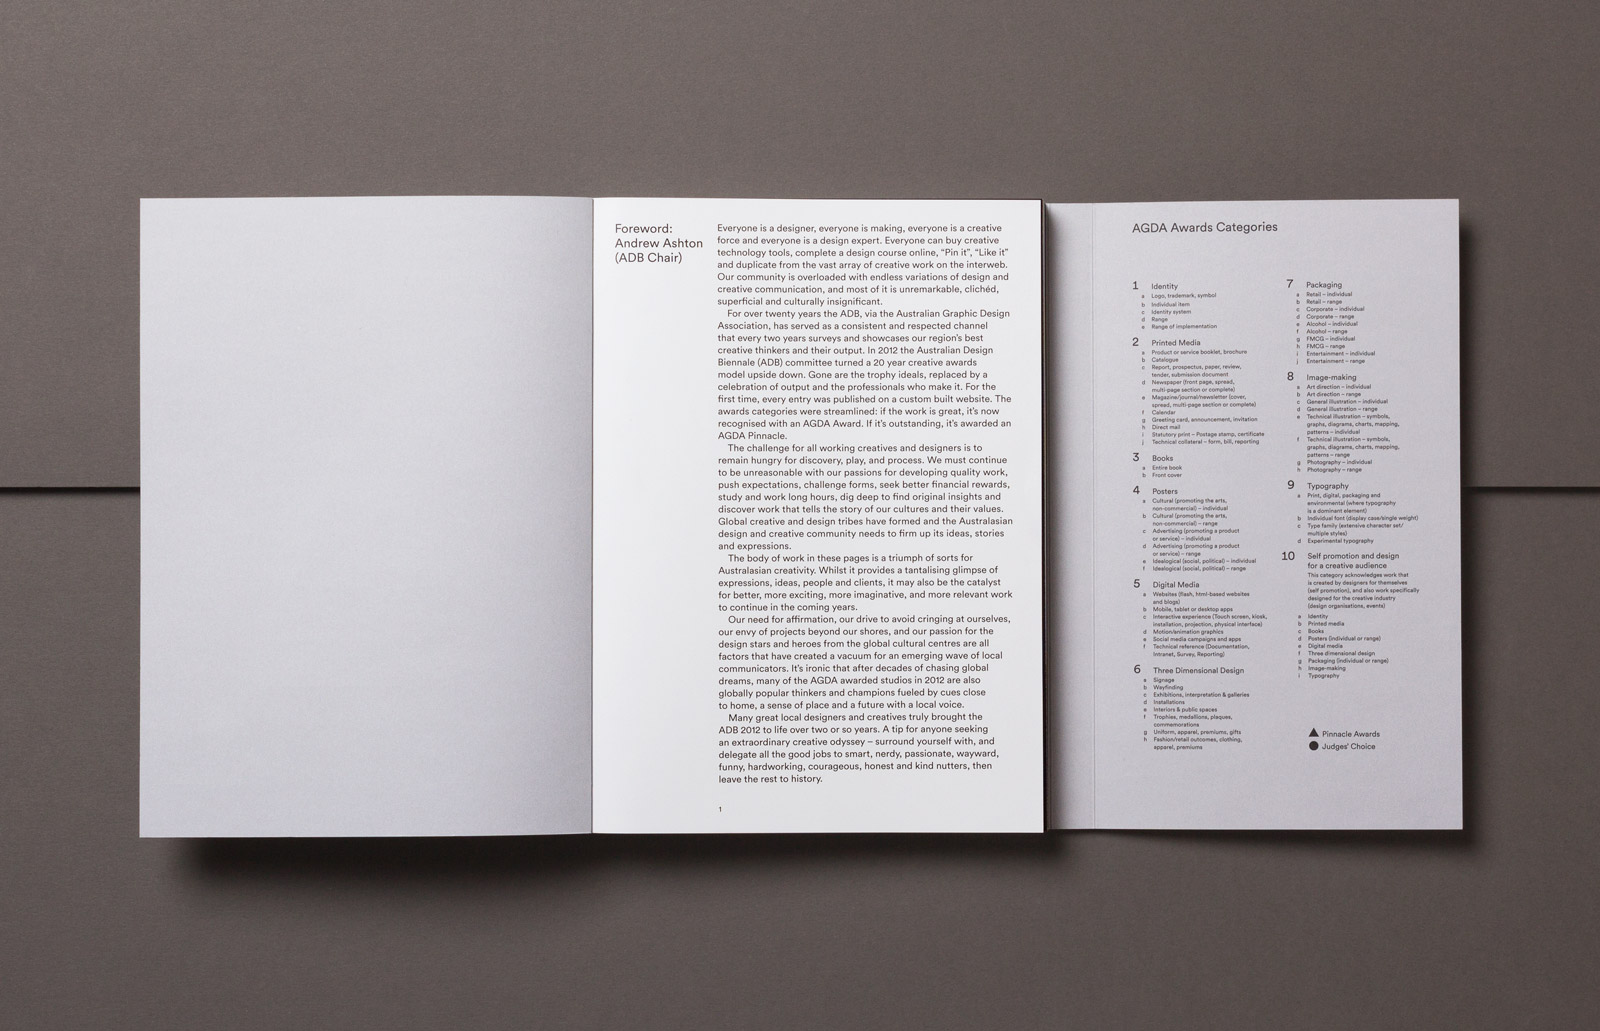 Foreword:
Andrew Ashton
(ADB Chair)
Everyone is a designer, everyone is making, everyone is a creative
force and everyone is a design expert. Everyone can buy creative
technology tools, complete a design course online, “Pin it”, “Like it”
and duplicate from the vast array of creative work on the interweb.
Our community is overloaded with endless variations of design and
creative communication, and most of it is unremarkable, clichéd,
superficial and culturally insignificant.
For over twenty years the ADB, via the Australian Graphic Design
Association, has served as a consistent and respected channel
that every two years surveys and showcases our region’s best
creative thinkers and their output. In 2012 the Australian Design
Biennale (ADB) committee turned a 20 year creative awards
model upside down. Gone are the trophy ideals, replaced by a
celebration of output and the professionals who make it. For the
first time, every entry was published on a custom built website. The
awards categories were streamlined: if the work is great, it’s now
recognised with an AGDA Award. If it’s outstanding, it’s awarded an
AGDA Pinnacle.
The challenge for all working creatives and designers is to
remain hungry for discovery, play, and process. We must continue
to be unreasonable with our passions for developing quality work,
push expectations, challenge forms, seek better financial rewards,
study and work long hours, dig deep to find original insights and
discover work that tells the story of our cultures and their values.
Global creative and design tribes have formed and the Australasian
design and creative community needs to firm up its ideas, stories
and expressions.
The body of work in these pages is a triumph of sorts for
Australasian creativity. Whilst it provides a tantalising glimpse of
expressions, ideas, people and clients, it may also be the catalyst
for better, more exciting, more imaginative, and more relevant work
to continue in the coming years.
Our need for affirmation, our drive to avoid cringing at ourselves,
our envy of projects beyond our shores, and our passion for the
design stars and heroes from the global cultural centres are all
factors that have created a vacuum for an emerging wave of local
communicators. It’s ironic that after decades of chasing global
dreams, many of the AGDA awarded studios in 2012 are also
globally popular thinkers and champions fueled by cues close
to home, a sense of place and a future with a local voice.
Many great local designers and creatives truly brought the
ADB 2012 to life over two or so years. A tip for anyone seeking
an extraordinary creative odyssey – surround yourself with, and
delegate all the good jobs to smart, nerdy, passionate, wayward,
funny, hardworking, courageous, honest and kind nutters, then
leave the rest to history.
1
AGDA Awards Categories
1 Identity
a Logo, trademark, symbol
b Individual item
c Identity system
d Range
e Range of implementation
2 Printed Media
a Product or service booklet, brochure
b Catalogue
c Report, prospectus, paper, review,
tender, submission document
d Newspaper (front page, spread,
multi-page section or complete)
e Magazine/journal/newsletter (cover,
spread, multi-page section or complete)
f Calendar
g Greeting card, announcement, invitation
h Direct mail
i Statutory print – Postage stamp, certificate
j Technical collateral – form, bill, reporting
3 Books
a Entire book
b Front cover
4 Posters
a Cultural (promoting the arts,
non-commercial) – individual
b Cultural (promoting the arts,
non-commercial) – range
c Advertising (promoting a product
or service) – individual
d Advertising (promoting a product
or service) – range
e Idealogical (social, political) – individual
f Idealogical (social, political) – range
5 Digital Media
a Websites (flash, html-based websites
and blogs)
b Mobile, tablet or desktop apps
c Interactive experience (Touch screen, kiosk,
installation, projection, physical interface)
d Motion/animation graphics
e Social media campaigns and apps
f Technical reference (Documentation,
Intranet, Survey, Reporting)
6 Three Dimensional Design
a Signage
b Wayfinding
c Exhibitions, interpretation & galleries
d Installations
e Interiors & public spaces
f Trophies, medallions, plaques,
commemorations
g Uniform, apparel, premiums, gifts
h Fashion/retail outcomes, clothing,
apparel, premiums
7 Packaging
a Retail – individual
b Retail – range
c Corporate – individual
d Corporate – range
e Alcohol – individual
f Alcohol – range
g FMCG – individual
h FMCG – range
i Entertainment – individual
j Entertainment – range
8 Image-making
a Art direction – individual
b Art direction – range
c General illustration – individual
d General illustration – range
e Technical illustration – symbols,
graphs, diagrams, charts, mapping,
patterns – individual
f Technical illustration – symbols,
graphs, diagrams, charts, mapping,
patterns – range
g Photography – individual
h Photography – range
9 Typography
a Print, digital, packaging and
environmental (where typography
is a dominant element)
b Individual font (display case/single weight)
c Type family (extensive character set/
multiple styles)
d Experimental typography
10 Self promotion and design
for a creative audience
This category acknowledges work that
is created by designers for themselves
(self promotion), and also work specifically
designed for the creative industry
(design organisations, events)
a Identity
b Printed media
c Books
d Posters (individual or range)
e Digital media
f Three dimensional design
g Packaging (individual or range)
h Image-making
i Typography
Pinnacle Awards
Judges’ Choice